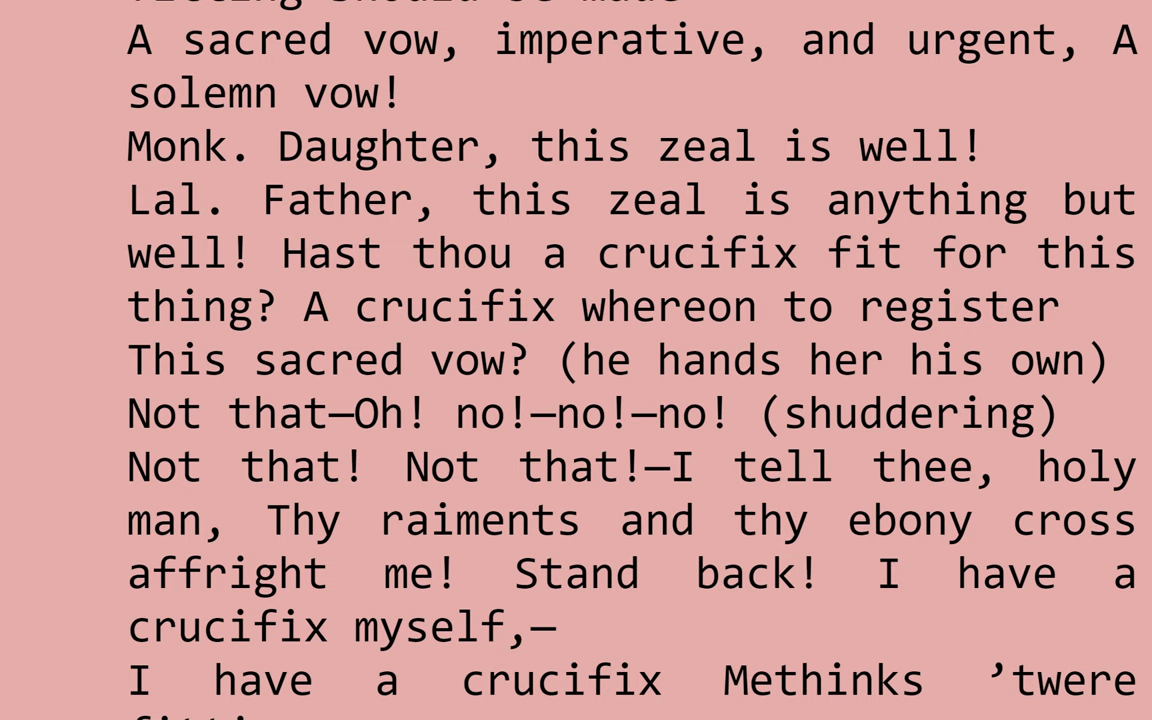 A sacred vow, imperative, and urgent, A
solemn vow!
Monk. Daughter, this zeal is well!
Lal. Father, this zeal is anything but
well! Hast thou a crucifix fit for this
thing? A crucifix whereon to register
This sacred vow? (he hands her his own)
Not that—Oh! no!—no!—no! (shuddering)
Not that! Not that!—I tell thee, holy
man, Thy raiments and thy ebony cross
affright me! Stand back! I have a
crucifix myself,—
I have a crucifix Methinks ’twere